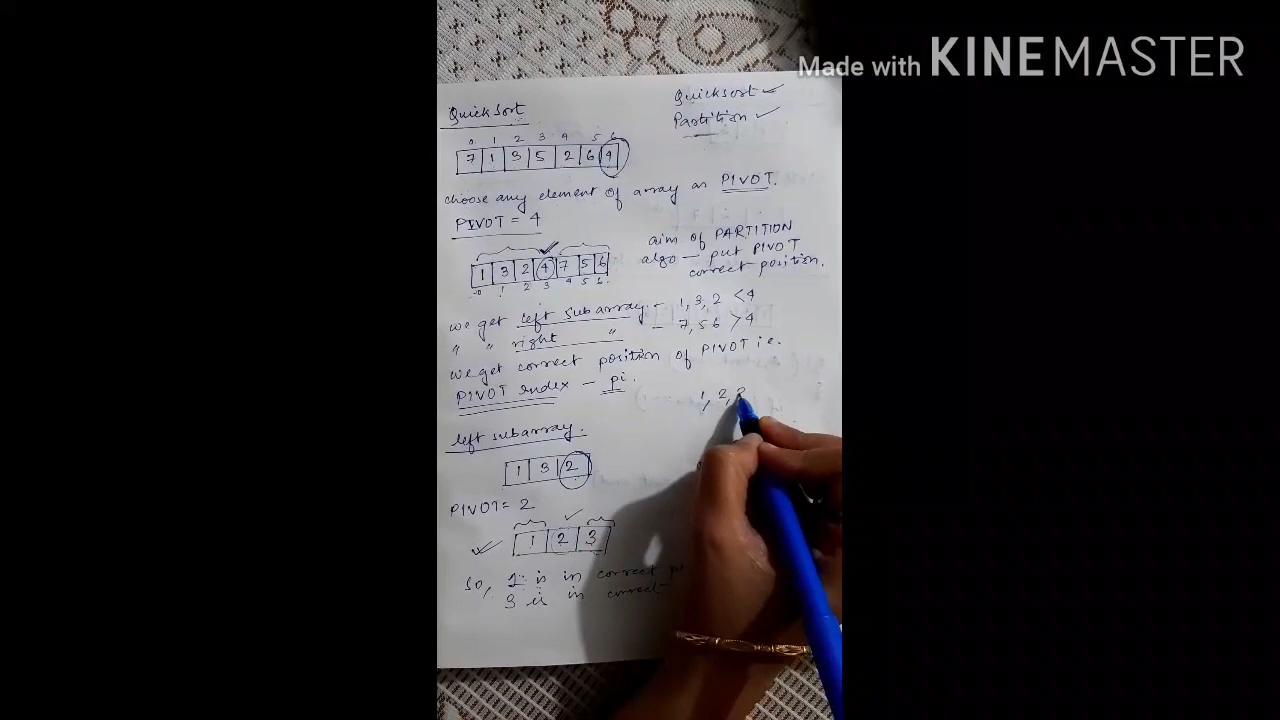 Made with KINEMASTER
Quicksort
Partition
Quicksort
0 1 2 3 4 5 6
7 1 3 5 2 6 4
choose any element of array as PIVOT.
PIVOT = 4
aim of PARTITION
algo - put PIVOT
correct position.
1 3 2 4 7 5 6
0 1 2 3 4 5 6
we get left subarray - 1, 3, 2 < 4
" " right " - 7, 5 6 > 4
we get correct position of PIVOT i.e.
PIVOT index - pi.
1, 2,
left subarray.
1 3 2
PIVOT = 2
1 2 3
So, 1 is in correct
3 is in correct